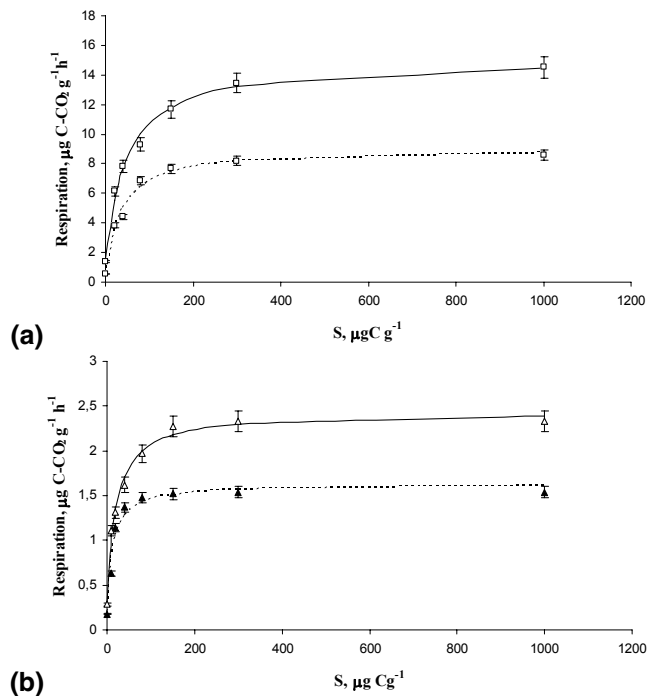 18
16
14
12
10
8
6
4
2
0
Respiration, µg C-CO₂ g⁻¹h⁻¹
0 200 400 600 800 1000 1200
S, µgC g⁻¹
(a)
3
2,5
2
1,5
1
0,5
0
Respiration, µg C-CO₂ g⁻¹ h⁻¹
0 200 400 600 800 1000 1200
S, µg Cg⁻¹
(b)